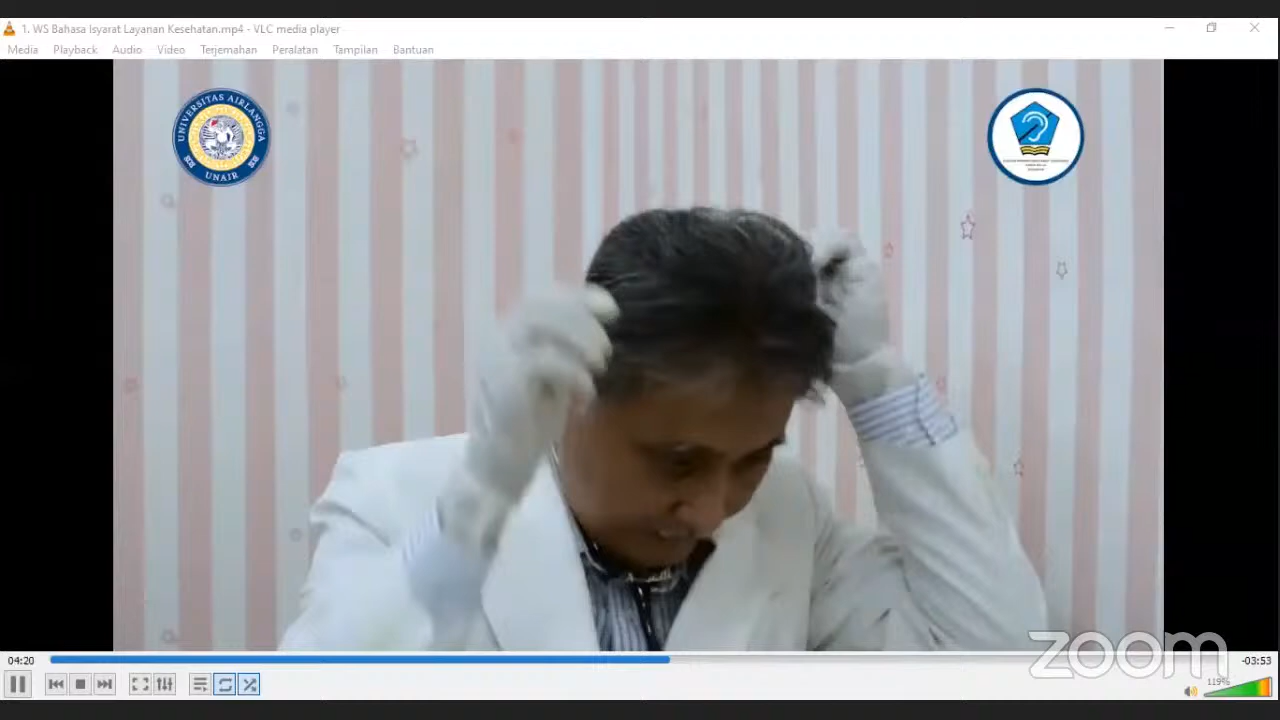 1. WS Bahasa Isyarat Layanan Kesehatan.mp4 - VLC media player
Media Playback Audio Video Terjemahan Peralatan Tampilan Bantuan
UNIVERSITAS AIRLANGGA
UNAIR
zoom
04:20
-03:53
119%